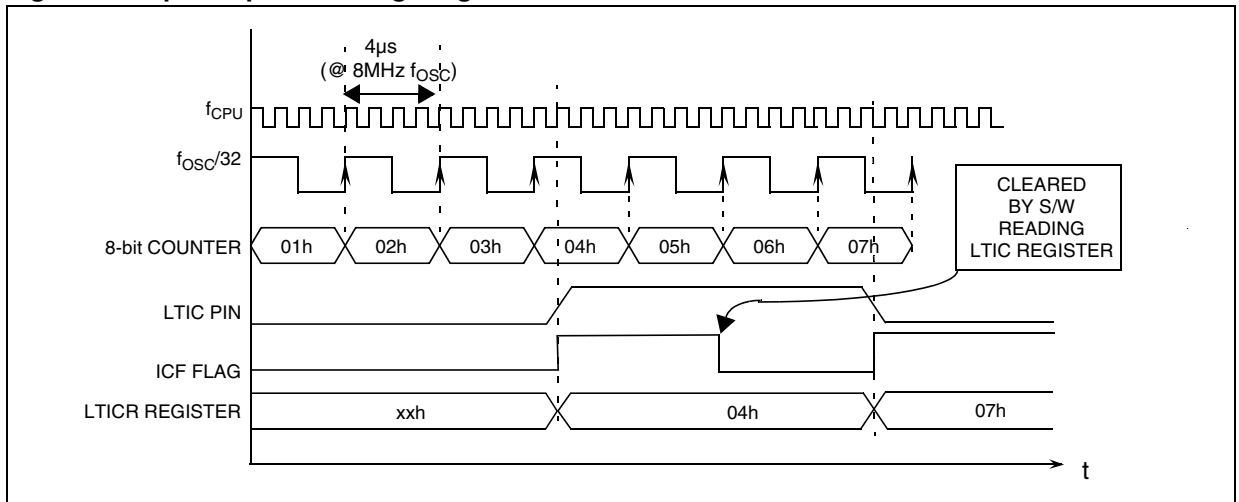 4µs
(@ 8MHz fOSC)
fCPU
fOSC/32
CLEARED
BY S/W
READING
LTIC REGISTER
8-bit COUNTER
01h 02h 03h 04h 05h 06h 07h
LTIC PIN
ICF FLAG
LTICR REGISTER
xxh 04h 07h
t